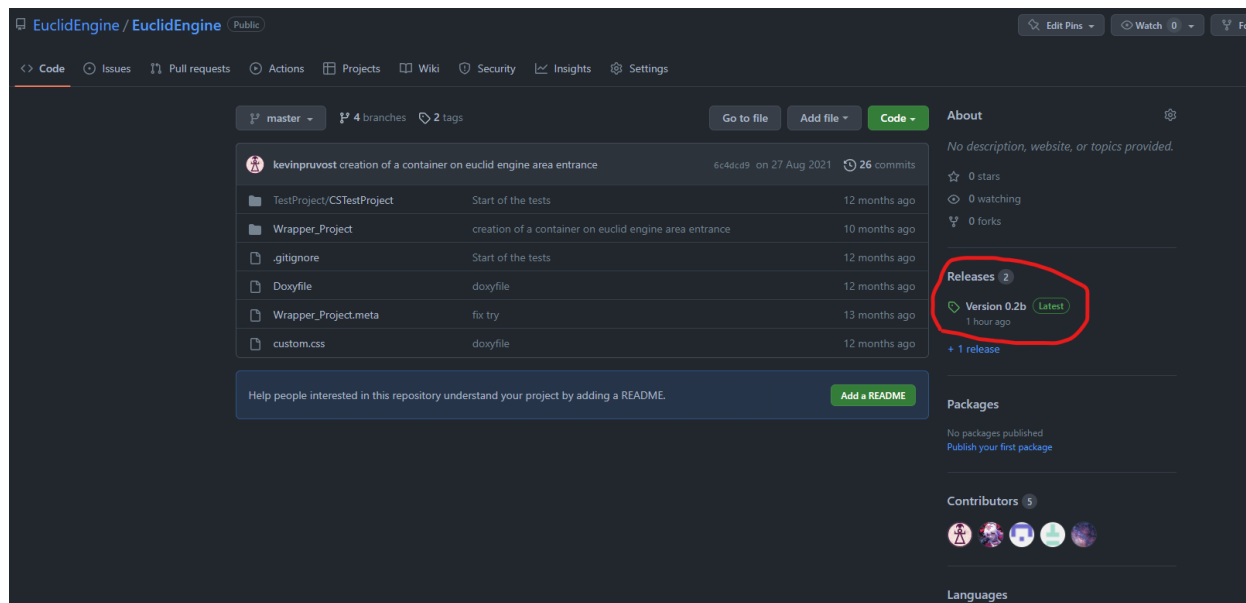 EuclidEngine / EuclidEngine Public
Edit Pins Watch 0
Code Issues Pull requests Actions Projects Wiki Security Insights Settings
master 4 branches 2 tags Go to file Add file Code
kevinpruvost creation of a container on euclid engine area entrance 6c4dcd9 on 27 Aug 2021 26 commits
TestProject/CSTestProject Start of the tests 12 months ago
Wrapper_Project creation of a container on euclid engine area entrance 10 months ago
.gitignore Start of the tests 12 months ago
Doxyfile doxyfile 12 months ago
Wrapper_Project.meta fix try 13 months ago
custom.css doxyfile 12 months ago
Help people interested in this repository understand your project by adding a README. Add a README
About
No description, website, or topics provided.
0 stars
0 watching
0 forks
Releases 2
Version 0.2b Latest
1 hour ago
+ 1 release
Packages
No packages published
Publish your first package
Contributors 5
Languages